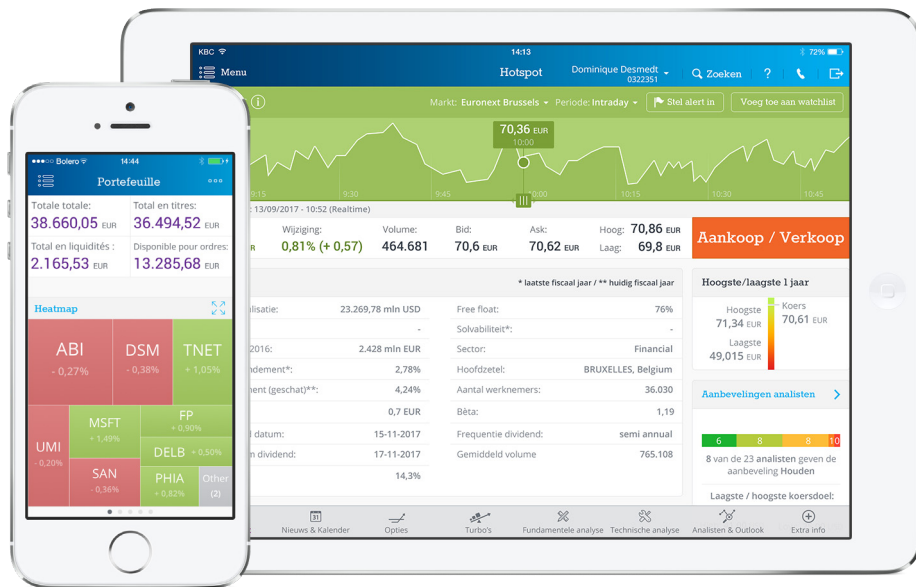 KBC 14:13 72%
Menu Hotspot Dominique Desmedt 0322351 Zoeken ?
Markt: Euronext Brussels Periode: Intraday Stel alert in Voeg toe aan watchlist
70,36 EUR
10:00
9:15 9:30 9:45 10:00 10:15 10:30 10:45
13/09/2017 - 10:52 (Realtime)
Wijziging: Volume: Bid: Ask: Hoog: 70,86 EUR
0,81% (+ 0,57) 464.681 70,6 EUR 70,62 EUR Laag: 69,8 EUR
Aankoop / Verkoop
* laatste fiscaal jaar / ** huidig fiscaal jaar
23.269,78 mln USD
-
2016: 2.428 mln EUR
2,78%
(geschat)**: 4,24%
0,7 EUR
datum: 15-11-2017
dividend: 17-11-2017
14,3%
Free float: 76%
Solvabiliteit*: -
Sector: Financial
Hoofdzetel: BRUXELLES, Belgium
Aantal werknemers: 36.030
Bèta: 1,19
Frequentie dividend: semi annual
Gemiddeld volume 765.108
Hoogste/laagste 1 jaar
Hoogste
71,34 EUR
Laagste
49,015 EUR
Koers
70,61 EUR
Aanbevelingen analisten
6 8 8 10
8 van de 23 analisten geven de
aanbeveling Houden
Laagste / hoogste koersdoel:
Nieuws & Kalender Opties Turbo's Fundamentele analyse Technische analyse Analisten & Outlook Extra info
Bolero 14:44
Portefeuille
Totale totale: Total en titres:
38.660,05 EUR 36.494,52 EUR
Total en liquidités : Disponible pour ordres:
2.165,53 EUR 13.285,68 EUR
Heatmap
ABI
- 0,27%
DSM
- 0,38%
TNET
+ 1,05%
UMI
- 0,20%
MSFT
+ 1,49%
SAN
- 0,36%
FP
+ 0,90%
DELB + 0,50%
PHIA
+ 0,82%
Other
(2)